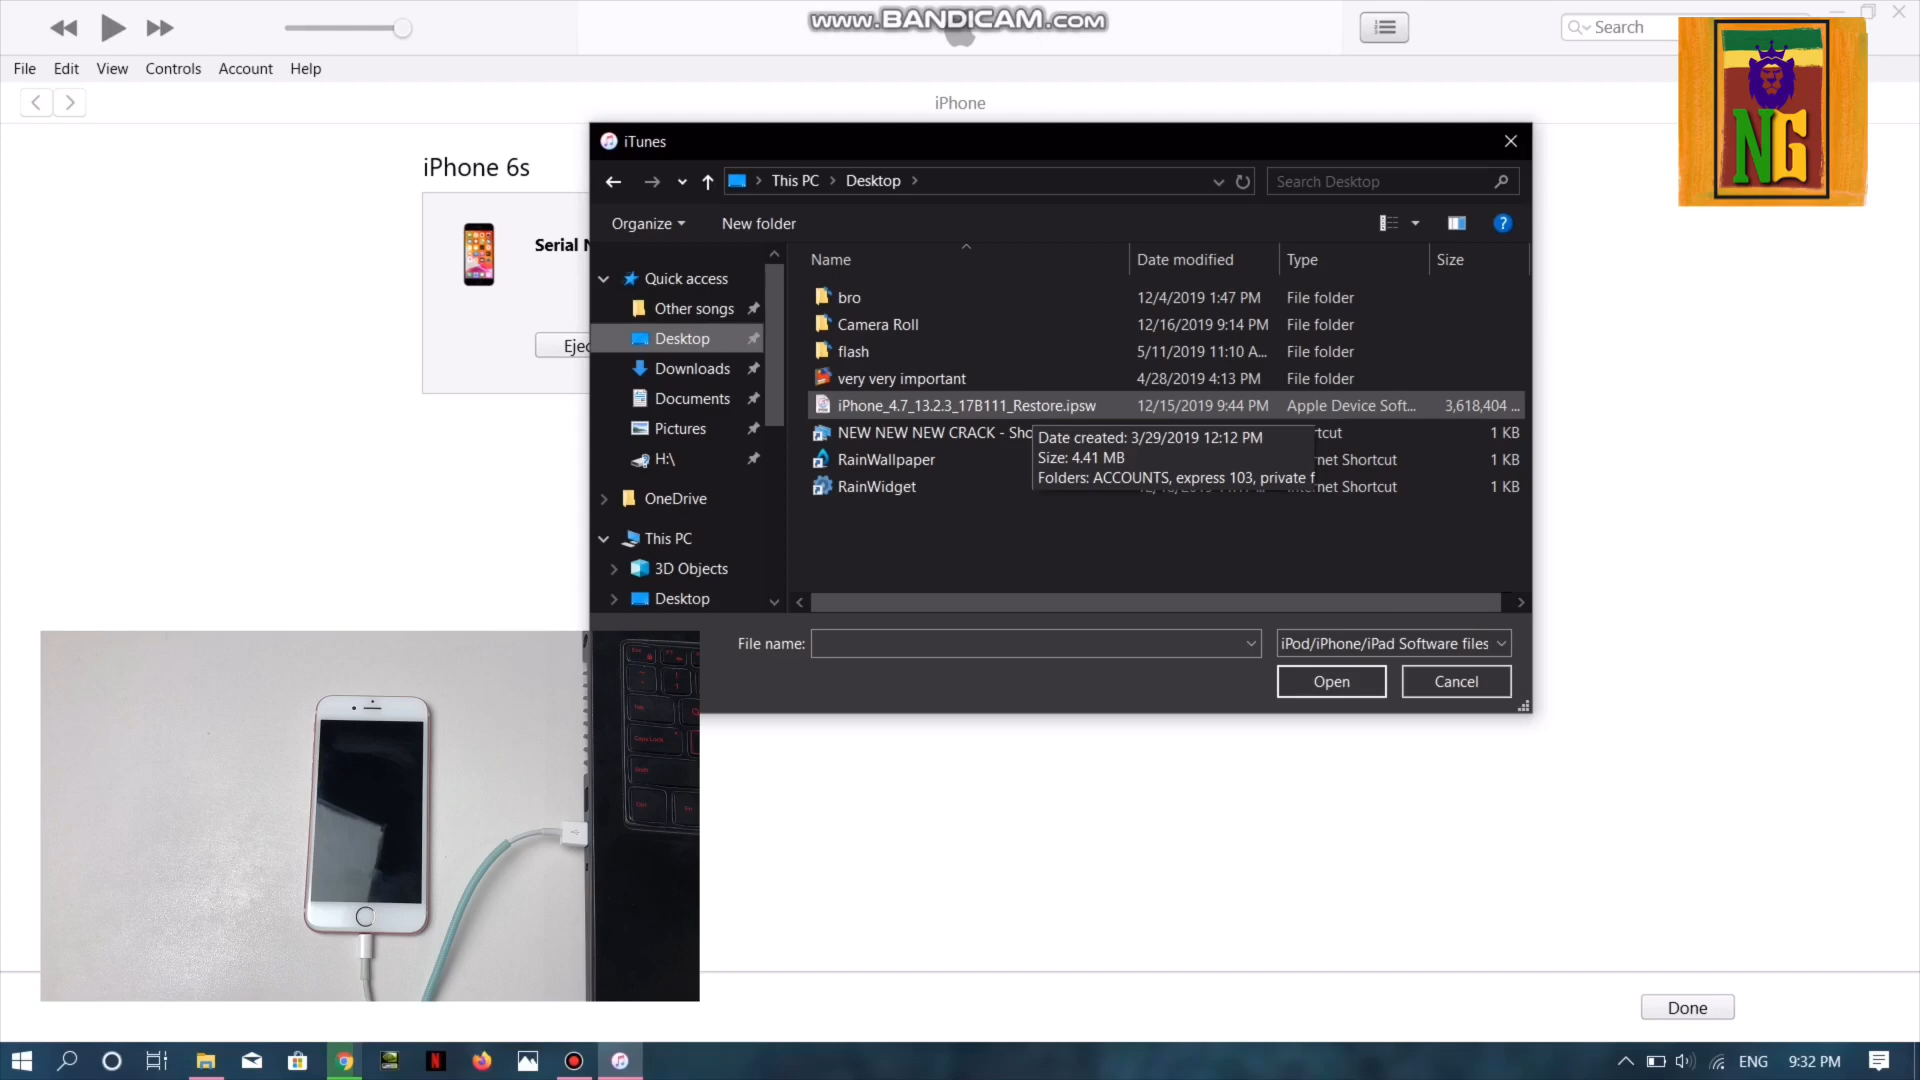 www.BANDICAM.com
Search
File Edit View Controls Account Help
NG
iPhone
iTunes
iPhone 6s
This PC Desktop
Search Desktop
Organize New folder
Serial
Name Date modified Type Size
Quick access
bro 12/4/2019 1:47 PM File folder
Other songs
Camera Roll 12/16/2019 9:14 PM File folder
Desktop
flash 5/11/2019 11:10 A... File folder
Downloads
very very important 4/28/2019 4:13 PM File folder
Documents
iPhone_4.7_13.2.3_17B111_Restore.ipsw 12/15/2019 9:44 PM Apple Device Soft... 3,618,404 ...
Pictures
NEW NEW NEW CRACK - Sho 1 KB
Date created: 3/29/2019 12:12 PM
Size: 4.41 MB
Folders: ACCOUNTS, express 103, private f
H:\
RainWallpaper Shortcut 1 KB
RainWidget Internet Shortcut 1 KB
OneDrive
This PC
3D Objects
Desktop
File name: iPod/iPhone/iPad Software files
Open Cancel
Done
ENG 9:32 PM